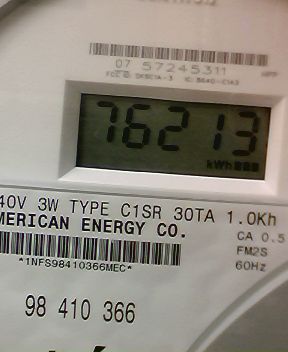 07 57245311
76213
kWh
40V 3W TYPE C1SR 30TA 1.0Kh
MERICAN ENERGY CO.
CA 0.5
FM2S
60Hz
*1NFS98410366MEC*
98 410 366